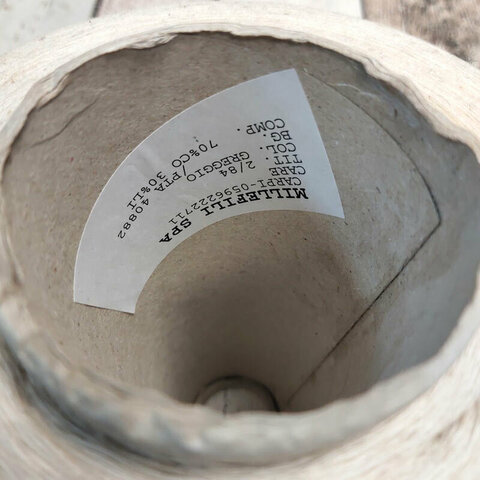 MILLEFILI SPA
CARPI-0596222711
CARE
TIT. 2/84
COL. GREGGIO/PTA 40882
BG.
COMP. 70%CO 30%LI